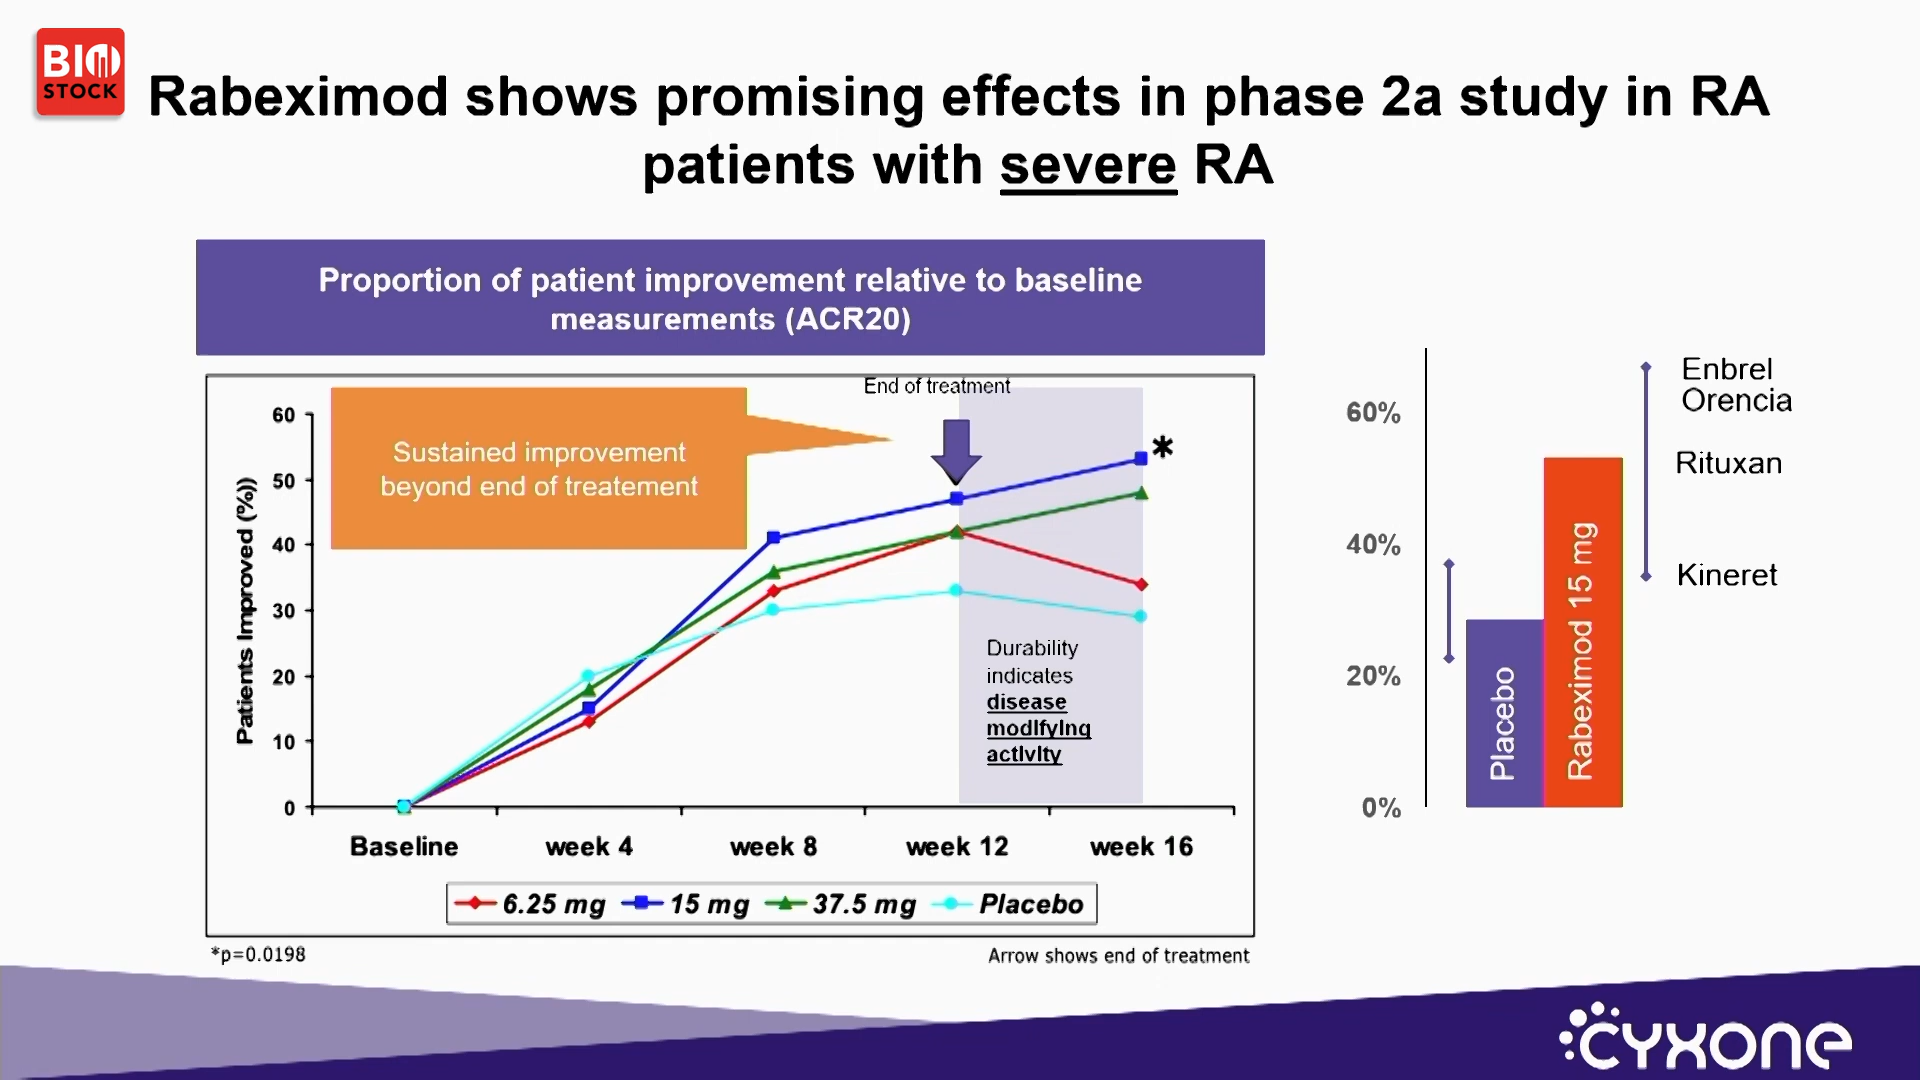 BIO
STOCK
Rabeximod shows promising effects in phase 2a study in RA
patients with severe RA
Proportion of patient improvement relative to baseline
measurements (ACR20)
End of treatment
Sustained improvement
beyond end of treatement
*
Patients Improved (%))
60
50
40
30
20
10
0
Durability
indicates
disease
modifying
activity
Baseline
week 4
week 8
week 12
week 16
6.25 mg
15 mg
37.5 mg
Placebo
*p=0.0198
Arrow shows end of treatment
60%
40%
20%
0%
Placebo
Rabeximod 15 mg
Enbrel
Orencia
Rituxan
Kineret
cyxone